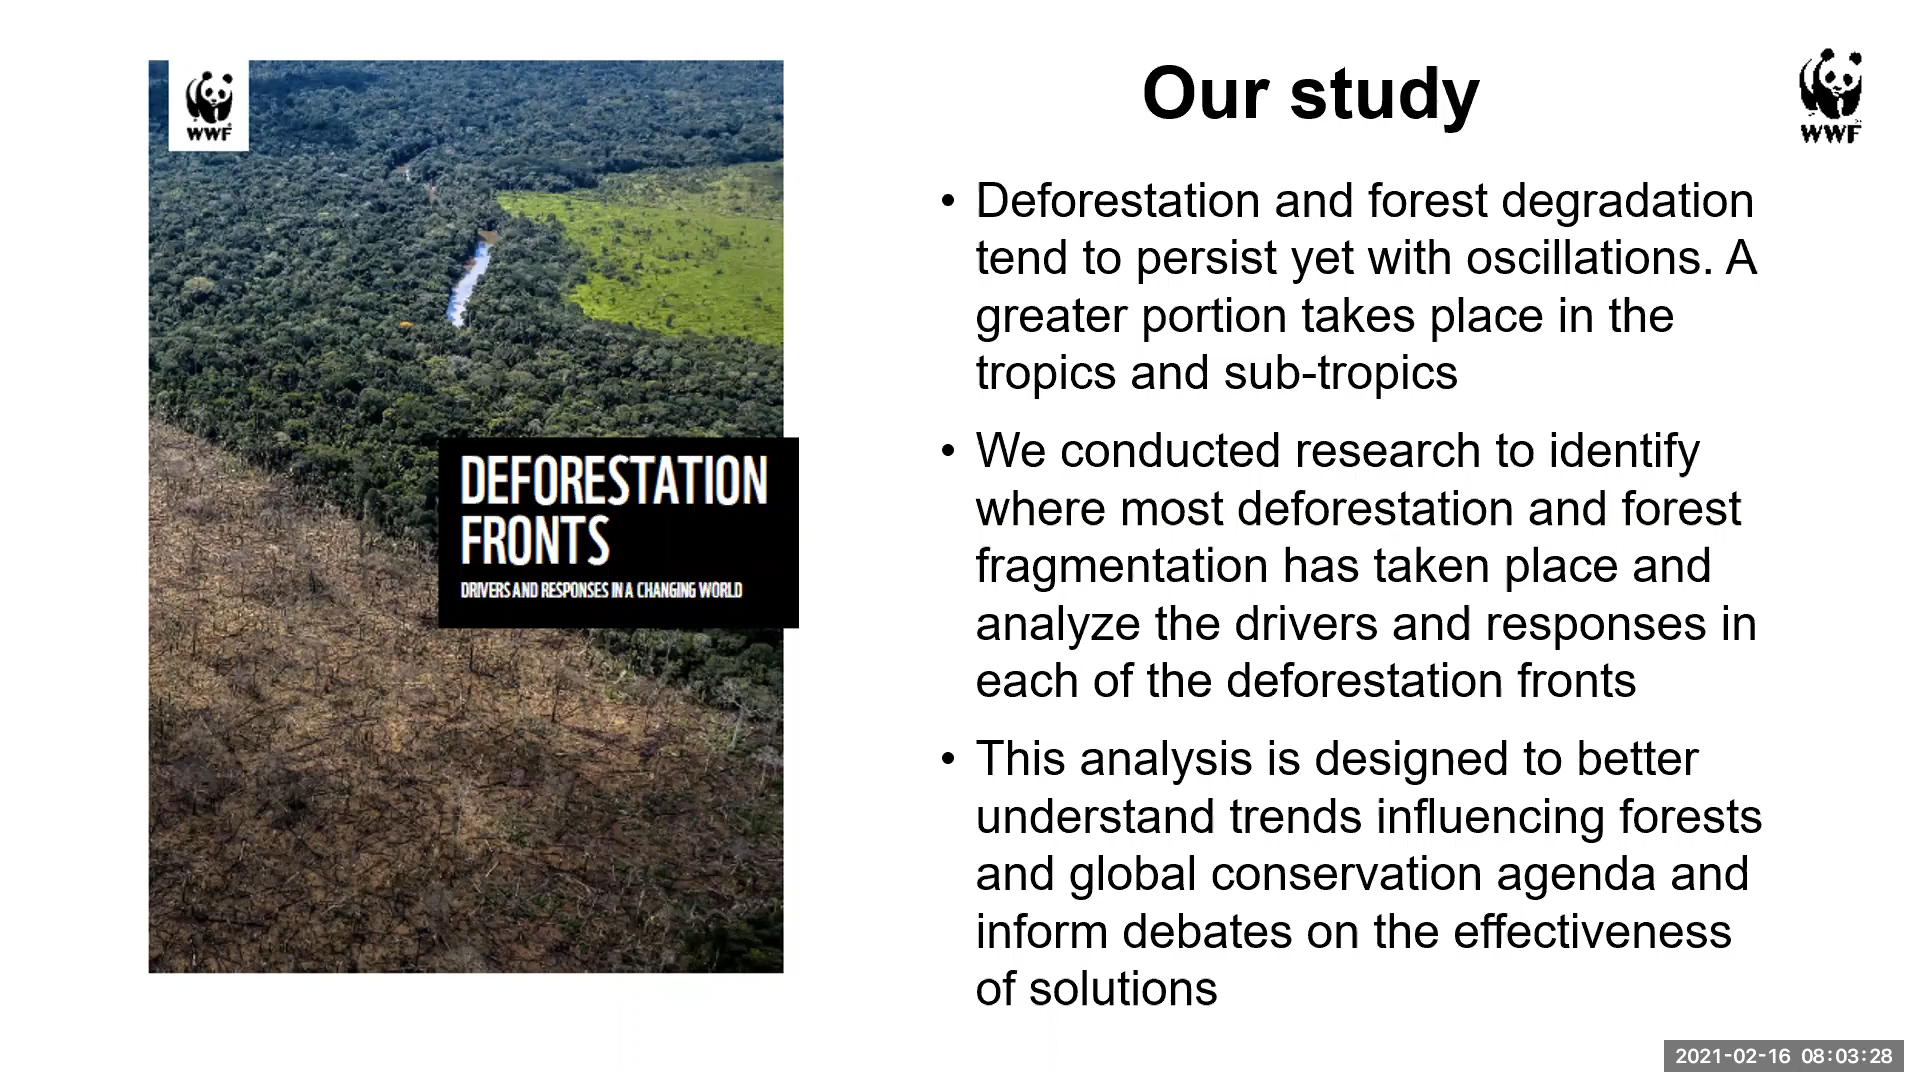 WWF
DEFORESTATION
FRONTS
DRIVERS AND RESPONSES IN A CHANGING WORLD
Our study
WWF
• Deforestation and forest degradation
tend to persist yet with oscillations. A
greater portion takes place in the
tropics and sub-tropics
• We conducted research to identify
where most deforestation and forest
fragmentation has taken place and
analyze the drivers and responses in
each of the deforestation fronts
• This analysis is designed to better
understand trends influencing forests
and global conservation agenda and
inform debates on the effectiveness
of solutions
2021-02-16 08:03:28